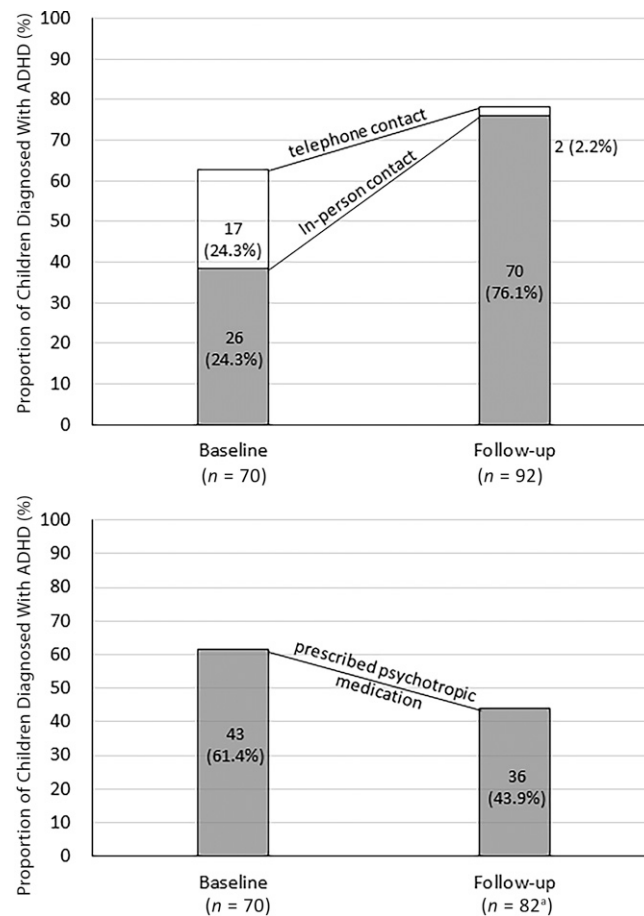 Proportion of Children Diagnosed With ADHD (%)
100
90
80
70
60
50
40
30
20
10
0
telephone contact
In-person contact
17
(24.3%)
26
(24.3%)
2 (2.2%)
70
(76.1%)
Baseline
(n = 70)
Follow-up
(n = 92)
Proportion of Children Diagnosed With ADHD (%)
100
90
80
70
60
50
40
30
20
10
0
prescribed psychotropic
medication
43
(61.4%)
36
(43.9%)
Baseline
(n = 70)
Follow-up
(n = 82ᵃ)